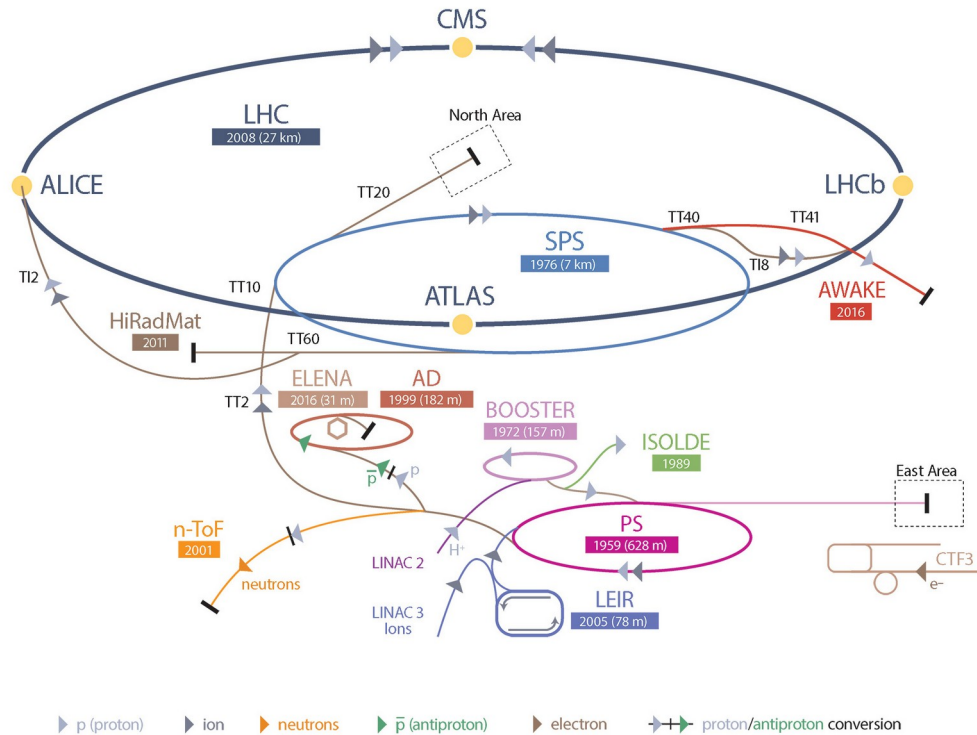 CMS
LHC
2008 (27 km)
North Area
ALICE
TT20
LHCb
TT40
TT41
SPS
1976 (7 km)
TI2
TT10
TI8
ATLAS
AWAKE
2016
HiRadMat
2011
TT60
ELENA
2016 (31 m)
AD
1999 (182 m)
TT2
BOOSTER
1972 (157 m)
ISOLDE
1989
p̅
p
East Area
n-ToF
2001
PS
1959 (628 m)
H⁺
LINAC 2
neutrons
CTF3
e⁻
LEIR
2005 (78 m)
LINAC 3
Ions
p (proton)
ion
neutrons
p̅ (antiproton)
electron
proton/antiproton conversion